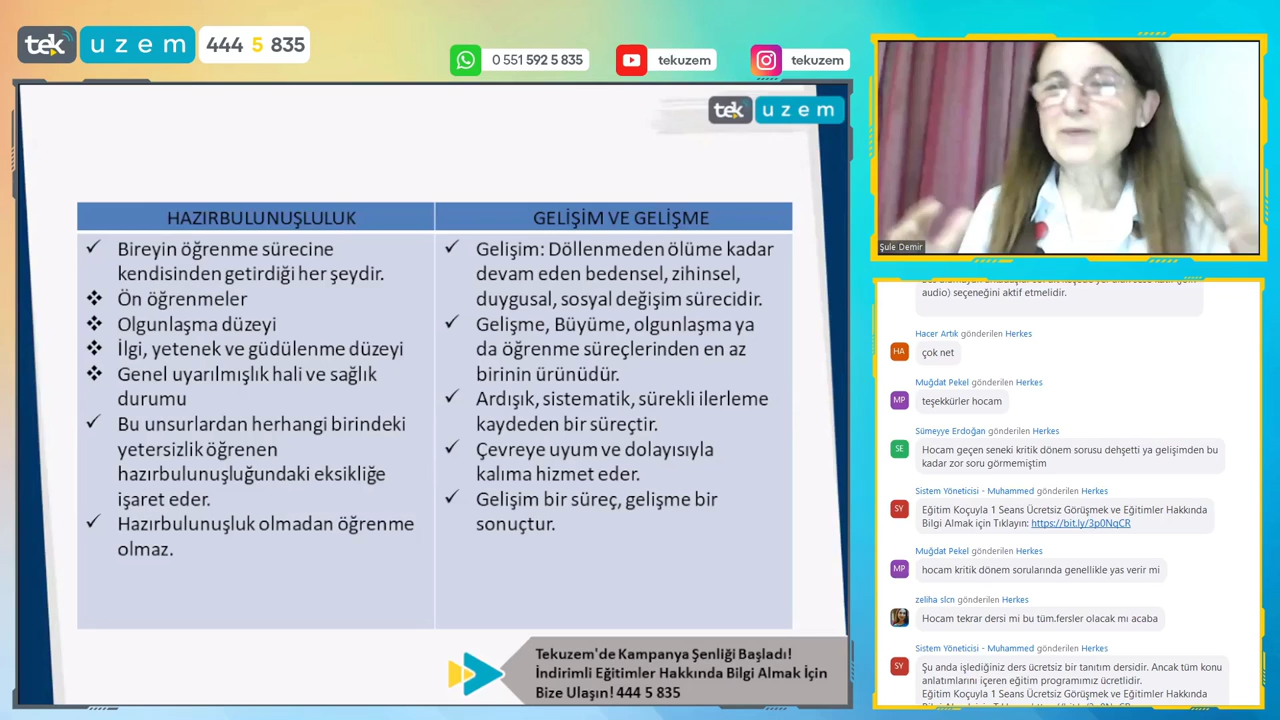 tek uzem 444 5 835
0 551 592 5 835
tekuzem
tekuzem
tek uzem
HAZIRBULUNUŞLULUK
Bireyin öğrenme sürecine
kendisinden getirdiği her şeydir.
Ön öğrenmeler
Olgunlaşma düzeyi
İlgi, yetenek ve güdülenme düzeyi
Genel uyarılmışlık hali ve sağlık
durumu
Bu unsurlardan herhangi birindeki
yetersizlik öğrenen
hazırbulunuşluğundaki eksikliğe
işaret eder.
Hazırbulunuşluk olmadan öğrenme
olmaz.
GELİŞİM VE GELİŞME
Gelişim: Döllenmeden ölüme kadar
devam eden bedensel, zihinsel,
duygusal, sosyal değişim sürecidir.
Gelişme, Büyüme, olgunlaşma ya
da öğrenme süreçlerinden en az
birinin ürünüdür.
Ardışık, sistematik, sürekli ilerleme
kaydeden bir süreçtir.
Çevreye uyum ve dolayısıyla
kalıma hizmet eder.
Gelişim bir süreç, gelişme bir
sonuçtur.
Tekuzem'de Kampanya Şenliği Başladı!
İndirimli Eğitimler Hakkında Bilgi Almak İçin
Bize Ulaşın! 444 5 835
Şule Demir
audio) seçeneğini aktif etmelidir.
Hacer Artık gönderilen Herkes
HA
çok net
Muğdat Pekel gönderilen Herkes
MP
teşekkürler hocam
Sümeyye Erdoğan gönderilen Herkes
SE
Hocam geçen seneki kritik dönem sorusu dehşetti ya gelişimden bu
kadar zor soru görmemiştim
Sistem Yöneticisi - Muhammed gönderilen Herkes
SY
Eğitim Koçuyla 1 Seans Ücretsiz Görüşmek ve Eğitimler Hakkında
Bilgi Almak için Tıklayın: https://bit.ly/3p0NqCR
Muğdat Pekel gönderilen Herkes
MP
hocam kritik dönem sorularında genellikle yas verir mi
zeliha slcn gönderilen Herkes
Hocam tekrar dersi mi bu tüm.fersler olacak mı acaba
Sistem Yöneticisi - Muhammed gönderilen Herkes
SY
Şu anda işlediğiniz ders ücretsiz bir tanıtım dersidir. Ancak tüm konu
anlatımlarını içeren eğitim programımız ücretlidir.
Eğitim Koçuyla 1 Seans Ücretsiz Görüşmek ve Eğitimler Hakkında